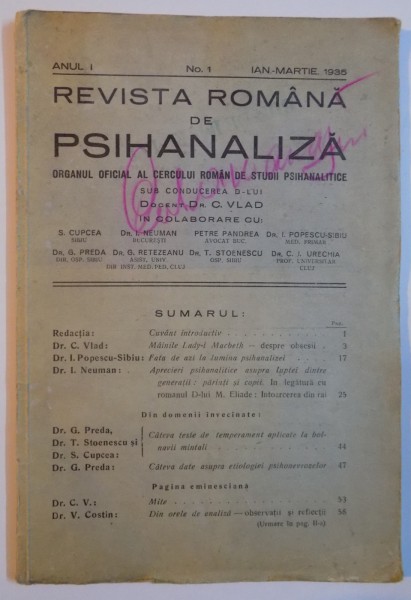 ANUL I No. 1 IAN.-MARTIE, 1935
REVISTA ROMÂNĂ
DE
PSIHANALIZĂ
ORGANUL OFICIAL AL CERCULUI ROMÂN DE STUDII PSIHANALITICE
SUB CONDUCEREA D-LUI
DOCENT DR. C. VLAD
IN COLABORARE CU:
S. CUPCEA DR. I. NEUMAN PETRE PANDREA DR. I. POPESCU-SIBIU
SIBIU BUCUREȘTI AVOCAT BUC. MED. PRIMAR
DR. G. PREDA DR. G. RETEZEANU DR. T. STOENESCU DR. C. I. URECHIA
DIR. OSP. SIBIU ASIST. UNIV. OSP. SIBIU PROF. UNIVERSITAR
DIR INST. MED. PED. CLUJ CLUJ
SUMARUL:
Pag.
Redacția: Cuvânt introductiv . . . . . . . . . . . 1
Dr. C. Vlad: Mâinile Lady-i Macbeth — despre obsesii . . 3
Dr. I. Popescu-Sibiu: Fata de azi în lumina psihanalizei . . . 17
Dr. I. Neuman: Aprecieri psihanalitice asupra luptei dintre
generații: părinți și copii. In legătură cu
romanul D-lui M. Eliade: Intoarcerea din rai 25
Din domenii învecinate:
Dr. G. Preda,
Dr. T. Stoenescu și
Dr. S. Cupcea:
Câteva teste de temperament aplicate la bol-
navii mintali . . . . . . . . . . . 44
Dr. G. Preda: Câteva date asupra etiologiei psihonevrozelor 47
Pagina eminesciană
Dr. C. V.: Mite . . . . . . . . . . . . . . 53
Dr. V. Costin: Din orele de analiză — observații și reflecții 58
(Urmare în pag. II-a)